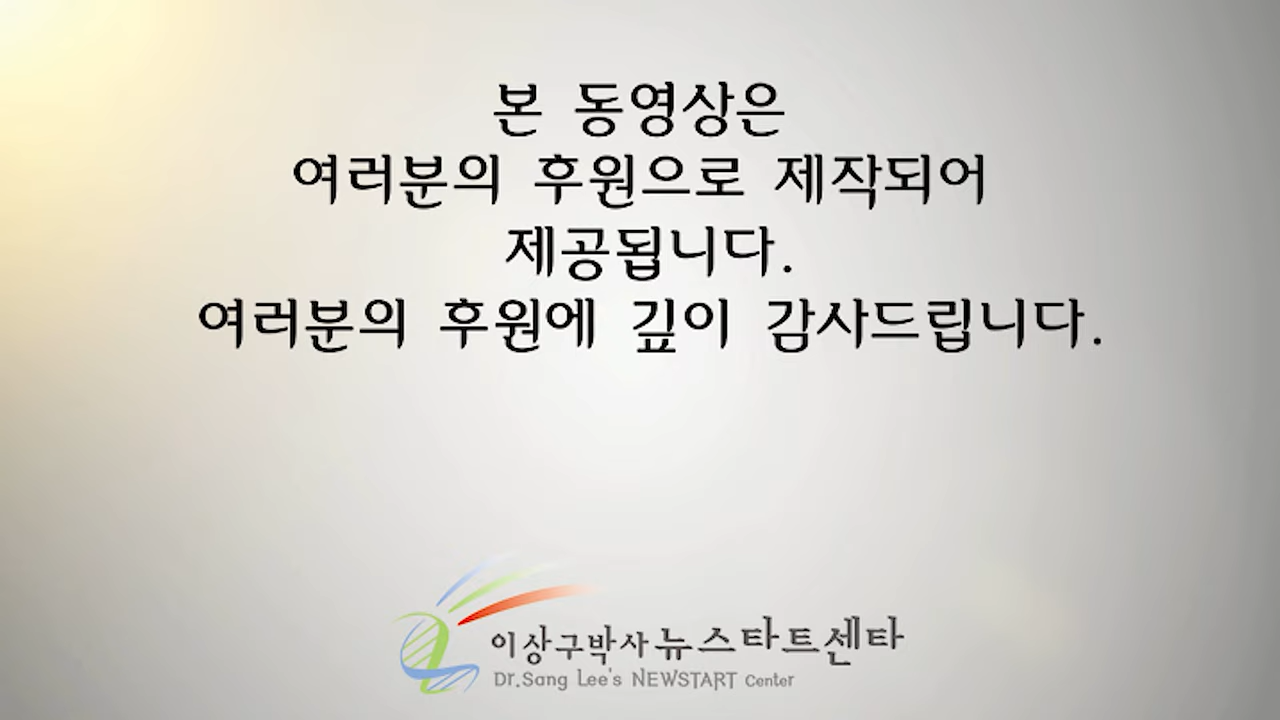 본 동영상은
여러분의 후원으로 제작되어
제공됩니다.
여러분의 후원에 깊이 감사드립니다.
이상구박사뉴스타트센타
Dr.Sang Lee's NEWSTART Center